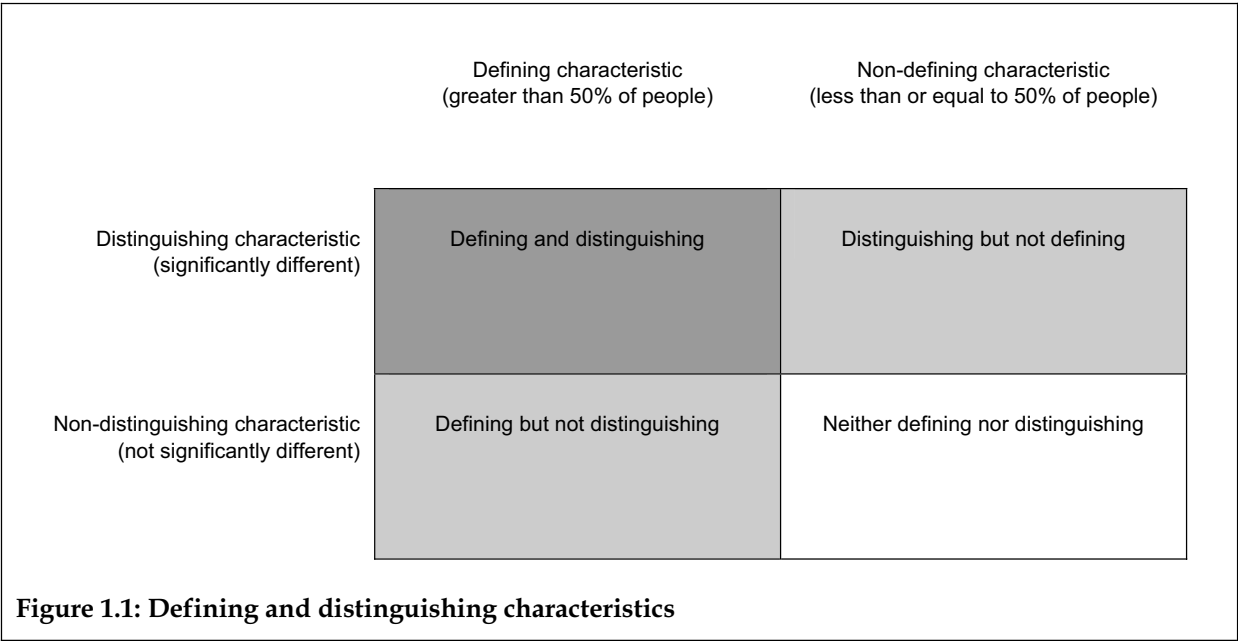 Defining characteristic
(greater than 50% of people)
Non-defining characteristic
(less than or equal to 50% of people)
Distinguishing characteristic
(significantly different)
Defining and distinguishing
Distinguishing but not defining
Non-distinguishing characteristic
(not significantly different)
Defining but not distinguishing
Neither defining nor distinguishing
Figure 1.1: Defining and distinguishing characteristics